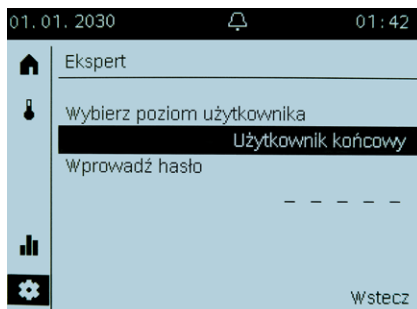 01.01.2030 01:42
Ekspert
Wybierz poziom użytkownika
Użytkownik końcowy
Wprowadź hasło
_ _ _ _ _
Wstecz